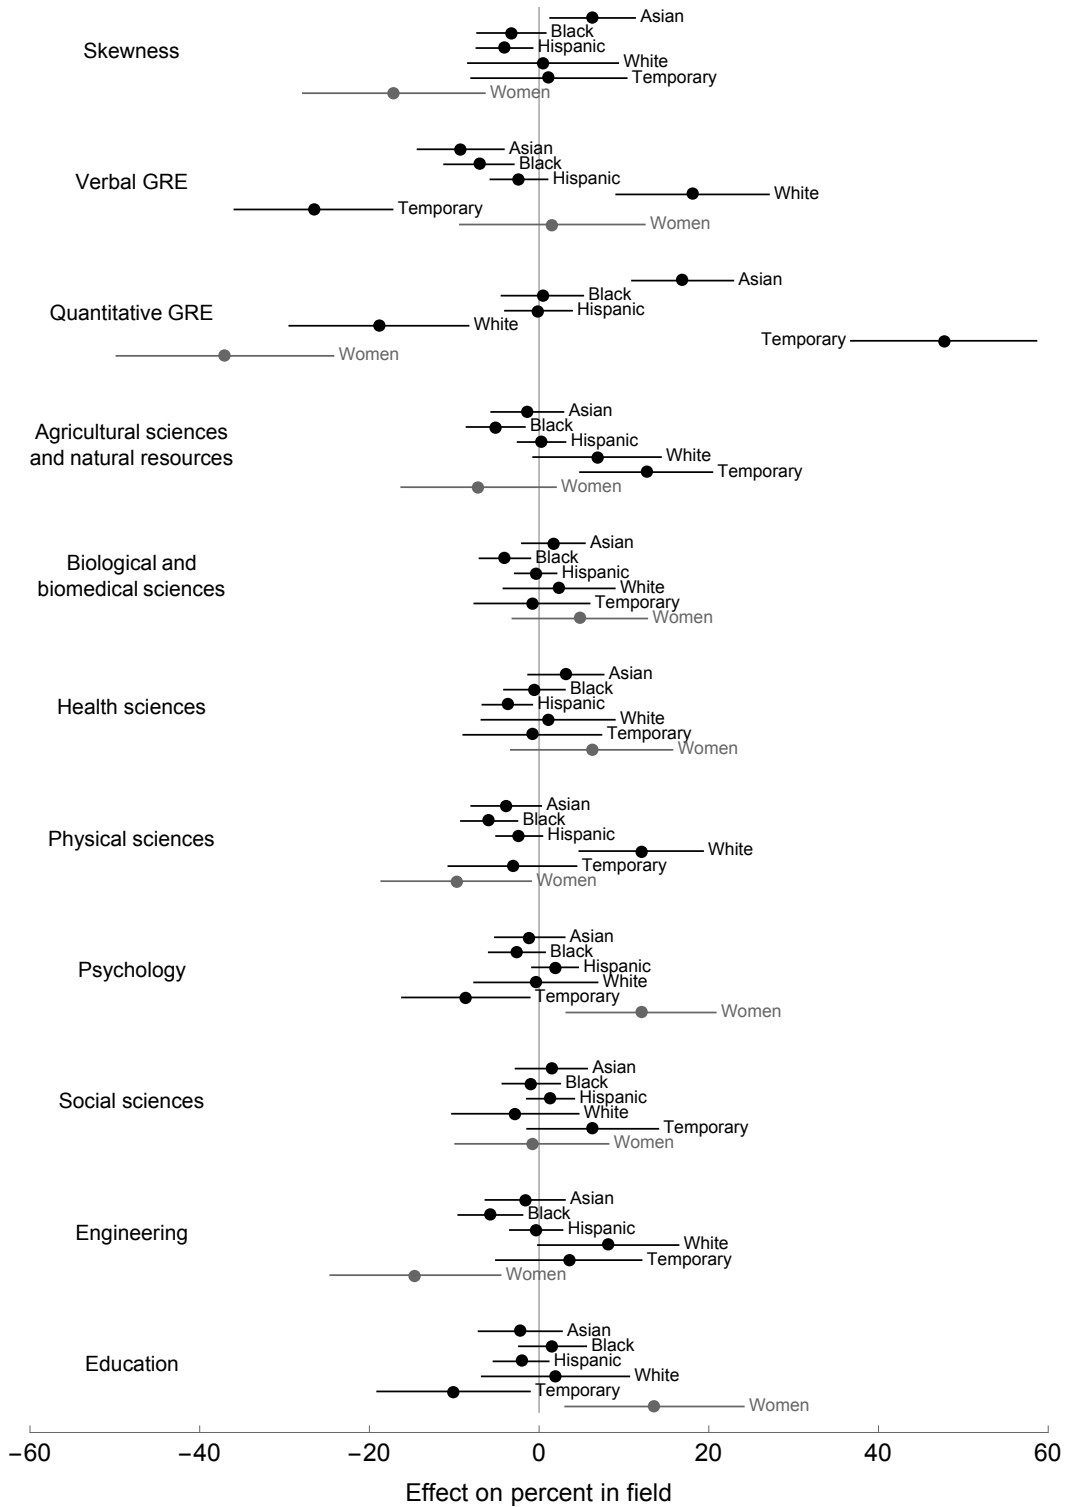 Skewness
Asian
Black
Hispanic
White
Temporary
Women
Verbal GRE
Asian
Black
Hispanic
White
Temporary
Women
Quantitative GRE
Asian
Black
Hispanic
White
Temporary
Women
Agricultural sciences
and natural resources
Asian
Black
Hispanic
White
Temporary
Women
Biological and
biomedical sciences
Asian
Black
Hispanic
White
Temporary
Women
Health sciences
Asian
Black
Hispanic
White
Temporary
Women
Physical sciences
Asian
Black
Hispanic
White
Temporary
Women
Psychology
Asian
Black
Hispanic
White
Temporary
Women
Social sciences
Asian
Black
Hispanic
White
Temporary
Women
Engineering
Asian
Black
Hispanic
White
Temporary
Women
Education
Asian
Black
Hispanic
White
Temporary
Women
−60 −40 −20 0 20 40 60
Effect on percent in field